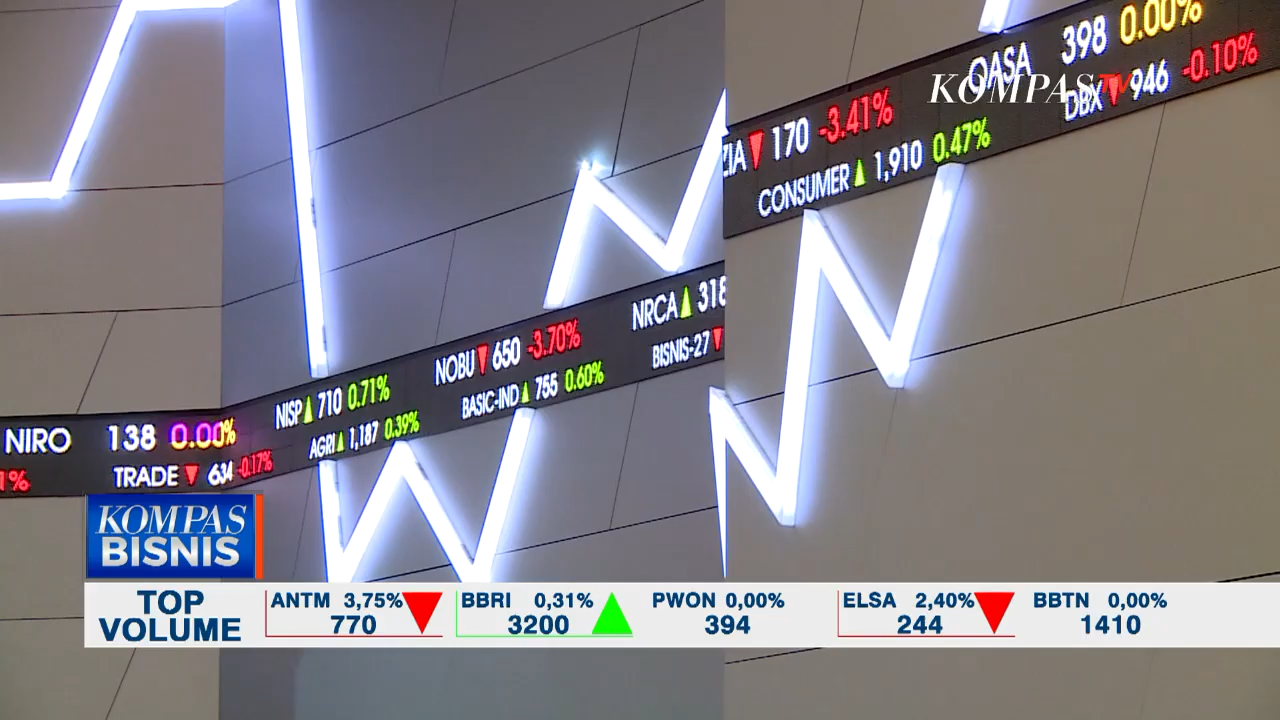 OASA 398 0.00%
KOMPASTV
DBX 946 -0.10%
170 -3.41%
CONSUMER 1,910 0.47%
NRCA 318
BISNIS-27
NOBU 650 -3.70%
BASIC-IND 755 0.60%
NISP 710 0.71%
AGRI 1,187 0.39%
NIRO 138 0.00%
1% TRADE 634 -0.17%
KOMPAS
BISNIS
TOP
VOLUME
ANTM 3,75%
770
BBRI 0,31%
3200
PWON 0,00%
394
ELSA 2,40%
244
BBTN 0,00%
1410